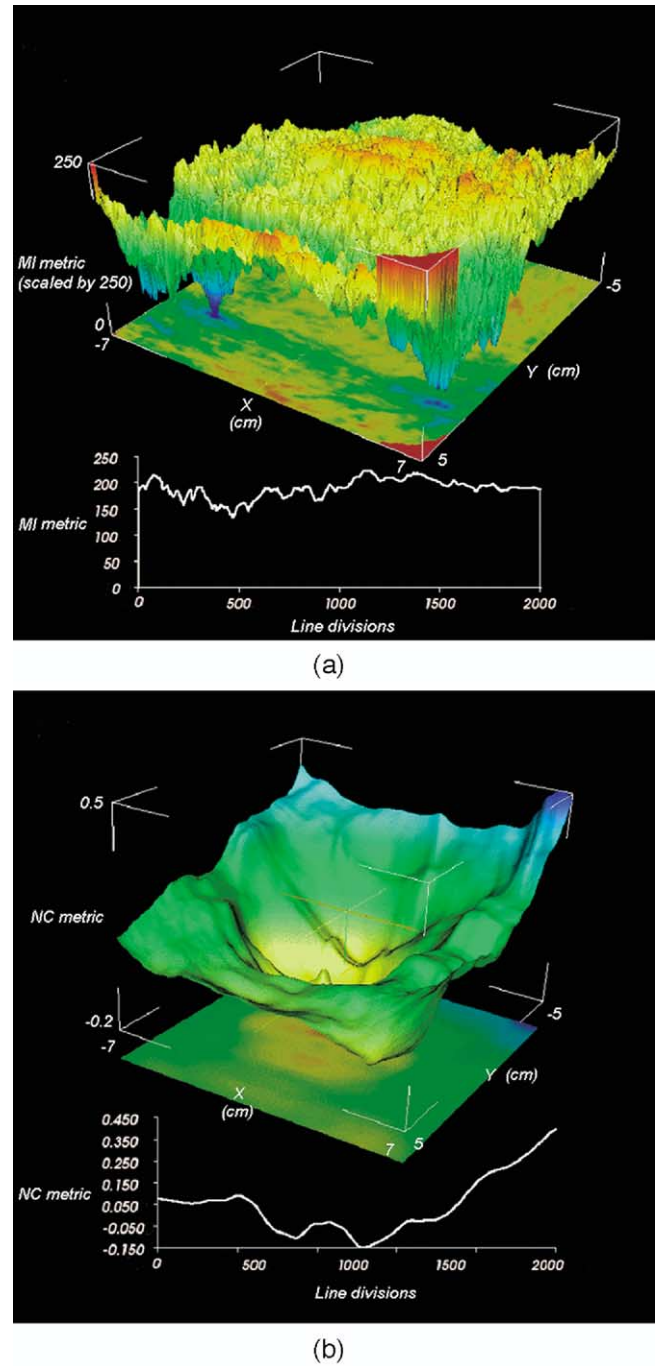 250
MI metric
(scaled by 250)
0
-7
X
(cm)
Y (cm)
-5
7
5
250
200
150
100
50
0
MI metric
0 500 1000 1500 2000
Line divisions
(a)
0.5
NC metric
-0.2
-7
X
(cm)
Y (cm)
-5
7
5
0.450
0.350
0.250
0.150
0.050
-0.050
-0.150
NC metric
0 500 1000 1500 2000
Line divisions
(b)